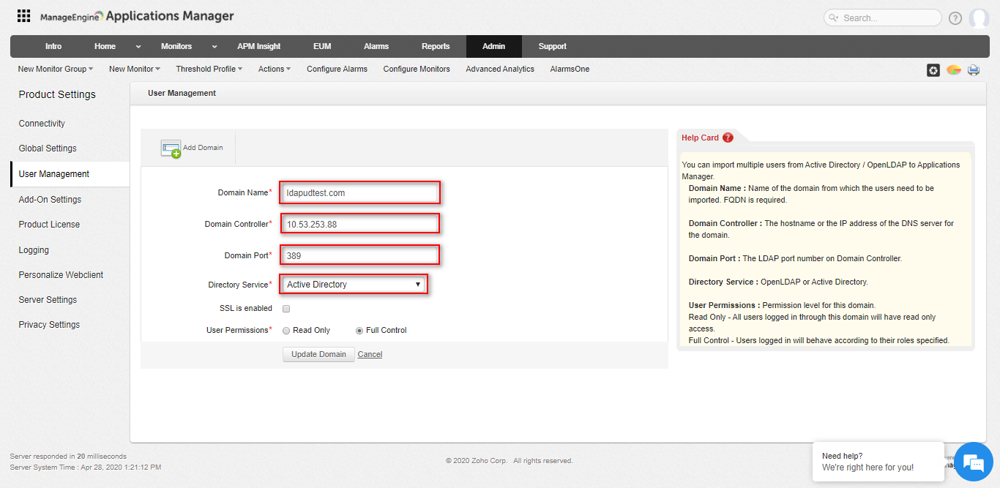 ManageEngine Applications Manager
Search...
?
Intro Home Monitors APM Insight EUM Alarms Reports Admin Support
New Monitor Group New Monitor Threshold Profile Actions Configure Alarms Configure Monitors Advanced Analytics AlarmsOne
Product Settings
Connectivity
Global Settings
User Management
Add-On Settings
Product License
Logging
Personalize Webclient
Server Settings
Privacy Settings
User Management
Add Domain
Domain Name* ldapudtest.com
Domain Controller* 10.53.253.88
Domain Port* 389
Directory Service* Active Directory
SSL is enabled
User Permissions* Read Only Full Control
Update Domain Cancel
Help Card ?
You can import multiple users from Active Directory / OpenLDAP to Applications
Manager.
Domain Name : Name of the domain from which the users need to be
imported. FQDN is required.
Domain Controller : The hostname or the IP address of the DNS server for
the domain.
Domain Port : The LDAP port number on Domain Controller.
Directory Service : OpenLDAP or Active Directory.
User Permissions : Permission level for this domain.
Read Only - All users logged in through this domain will have read only
access.
Full Control - Users logged in will behave according to their roles specified.
Server responded in 20 milliseconds
Server System Time : Apr 28, 2020 1:21:12 PM
© 2020 Zoho Corp. All rights reserved.
Need help?
We're right here for you!